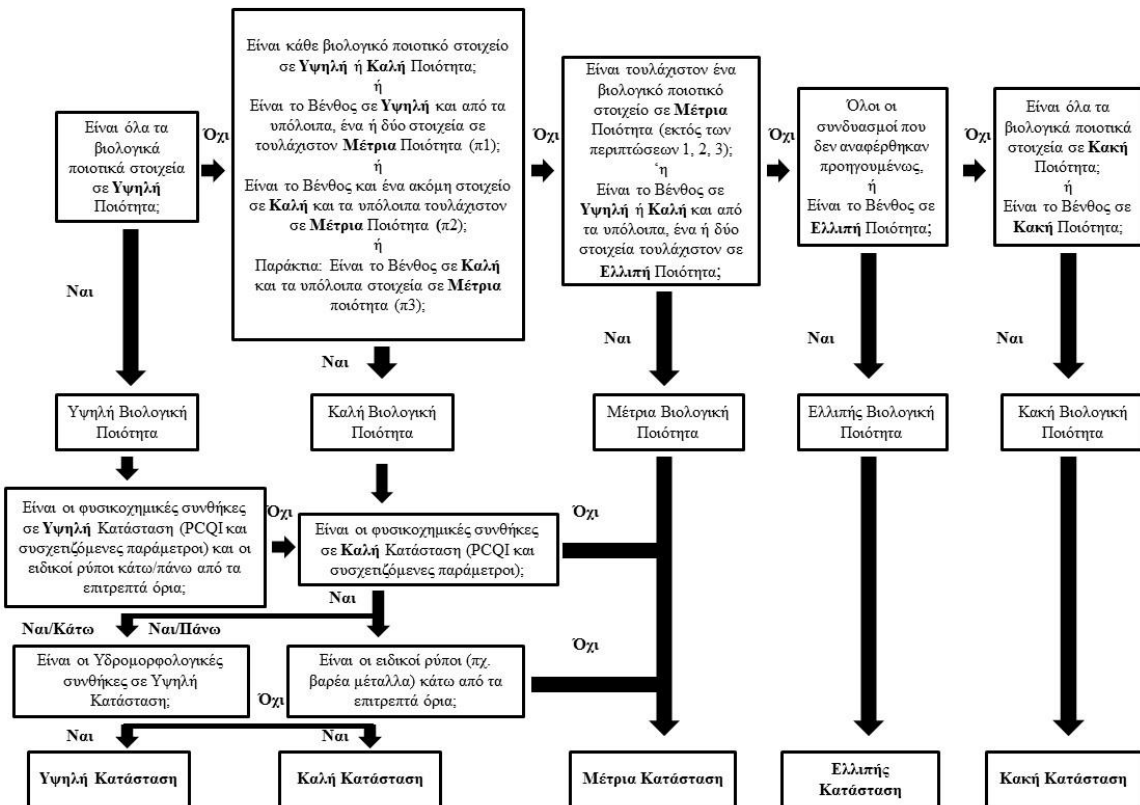 Είναι όλα τα
βιολογικά
ποιοτικά στοιχεία
σε Υψηλή
Ποιότητα;
Όχι
Είναι κάθε βιολογικό ποιοτικό στοιχείο
σε Υψηλή ή Καλή Ποιότητα;
ή
Είναι το Βένθος σε Υψηλή και από τα
υπόλοιπα, ένα ή δύο στοιχεία σε
τουλάχιστον Μέτρια Ποιότητα (π1);
ή
Είναι το Βένθος και ένα ακόμη στοιχείο
σε Καλή και τα υπόλοιπα τουλάχιστον
σε Μέτρια Ποιότητα (π2);
ή
Παράκτια: Είναι το Βένθος σε Καλή
και τα υπόλοιπα στοιχεία σε Μέτρια
ποιότητα (π3);
Όχι
Είναι τουλάχιστον ένα
βιολογικό ποιοτικό
στοιχείο σε Μέτρια
Ποιότητα (εκτός των
περιπτώσεων 1, 2, 3);
‘η
Είναι το Βένθος σε
Υψηλή ή Καλή και από
τα υπόλοιπα, ένα ή δύο
στοιχεία τουλάχιστον σε
Ελλιπή Ποιότητα;
Όχι
Όλοι οι
συνδυασμοί που
δεν αναφέρθηκαν
προηγουμένως,
ή
Είναι το Βένθος σε
Ελλιπή Ποιότητα;
Όχι
Είναι όλα τα
βιολογικά ποιοτικά
στοιχεία σε Κακή
Ποιότητα;
ή
Είναι το Βένθος σε
Κακή Ποιότητα;
Ναι
Ναι
Ναι
Ναι
Ναι
Υψηλή Βιολογική
Ποιότητα
Καλή Βιολογική
Ποιότητα
Μέτρια Βιολογική
Ποιότητα
Ελλιπής Βιολογική
Ποιότητα
Κακή Βιολογική
Ποιότητα
Είναι οι φυσικοχημικές συνθήκες
σε Υψηλή Κατάσταση (PCQI και
συσχετιζόμενες παράμετροι) και οι
ειδικοί ρύποι κάτω/πάνω από τα
επιτρεπτά όρια;
Όχι
Είναι οι φυσικοχημικές συνθήκες
σε Καλή Κατάσταση (PCQI και
συσχετιζόμενες παράμετροι);
Όχι
Ναι
Ναι/Κάτω
Ναι/Πάνω
Είναι οι Υδρομορφολογικές
συνθήκες σε Υψηλή
Κατάσταση;
Όχι
Είναι οι ειδικοί ρύποι (πχ.
βαρέα μέταλλα) κάτω από τα
επιτρεπτά όρια;
Όχι
Ναι
Ναι
Υψηλή Κατάσταση
Καλή Κατάσταση
Μέτρια Κατάσταση
Ελλιπής
Κατάσταση
Κακή Κατάσταση